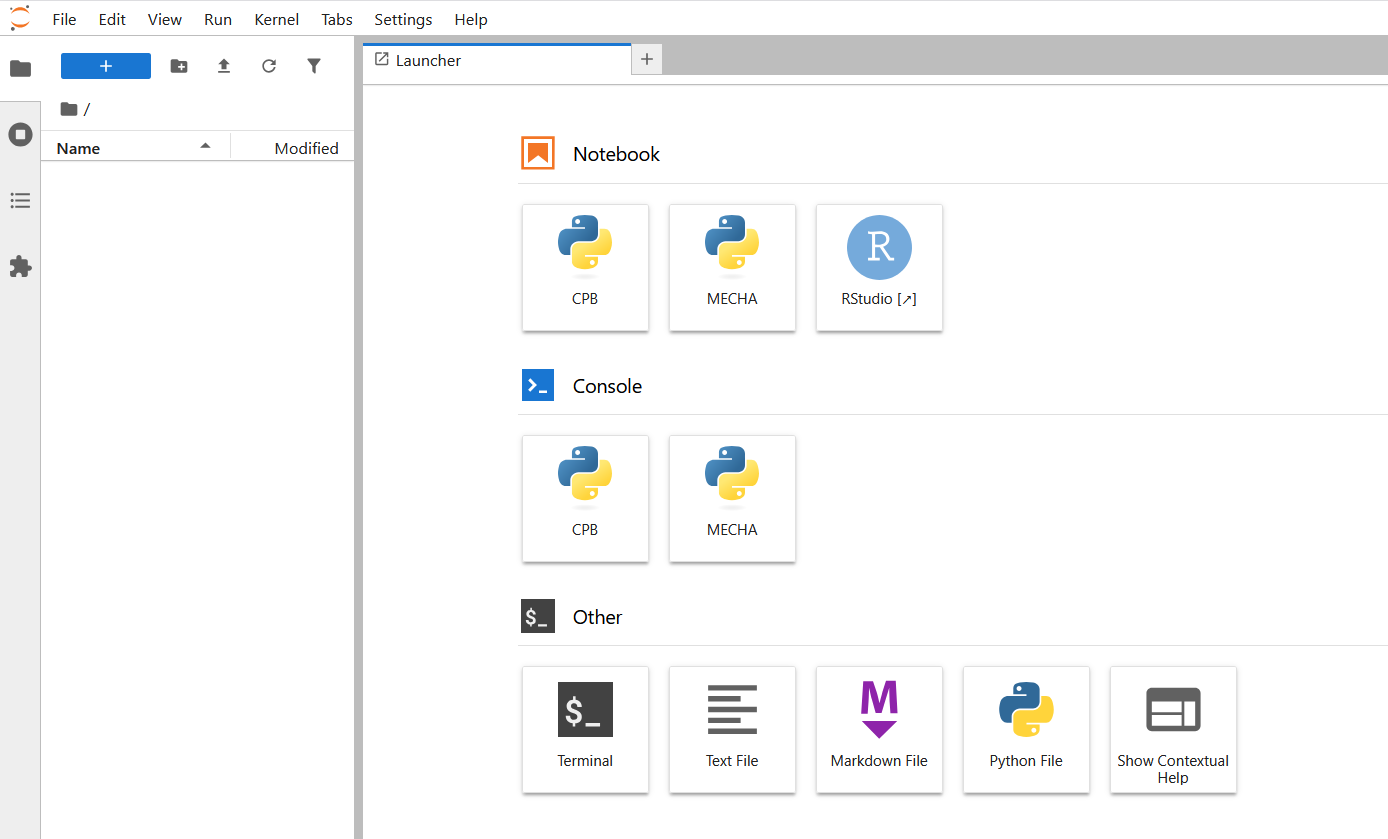 File Edit View Run Kernel Tabs Settings Help
Launcher
/
Name Modified
Notebook
CPB MECHA RStudio [↗]
Console
CPB MECHA
$_ Other
$_
Terminal Text File Markdown File Python File Show Contextual
Help